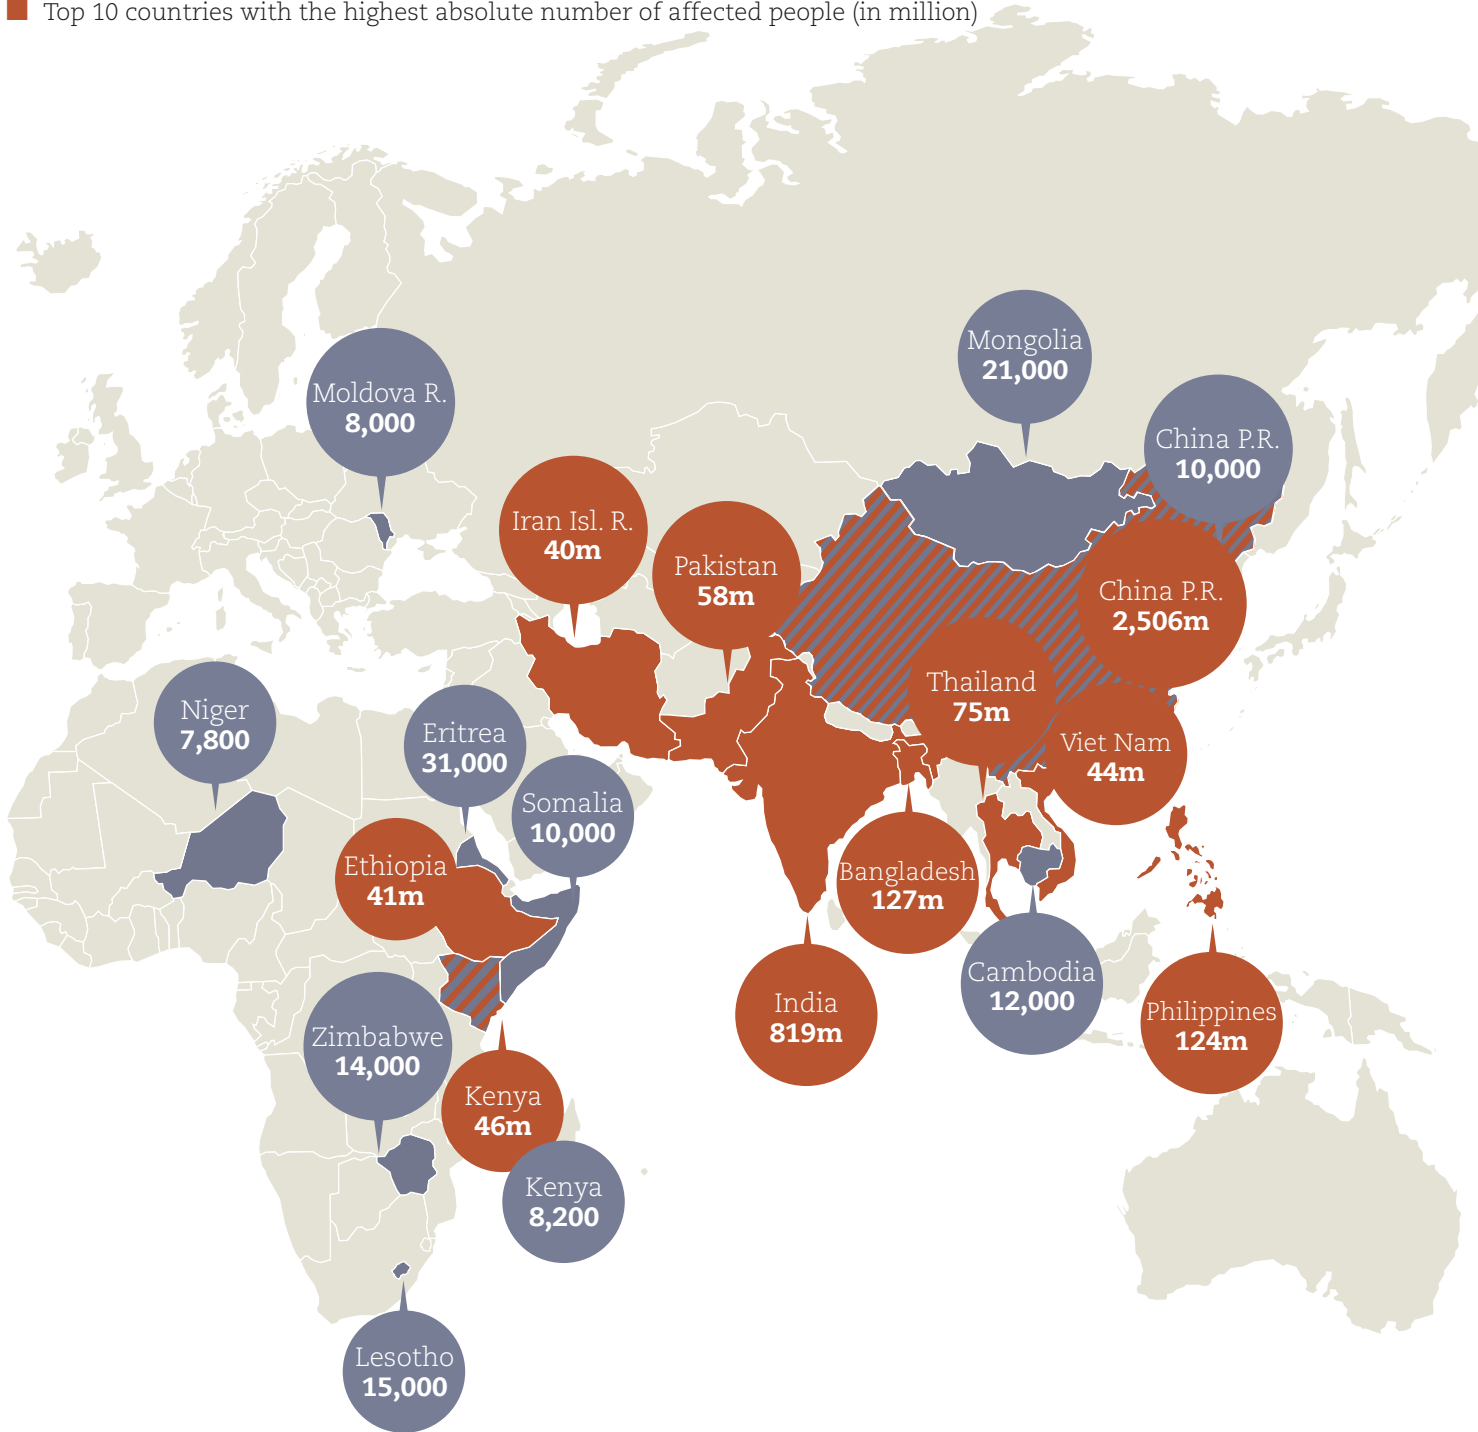 Top 10 countries with the highest absolute number of affected people (in million)
Mongolia
21,000
Moldova R.
8,000
China P.R.
10,000
Iran Isl. R.
40m
Pakistan
58m
China P.R.
2,506m
Thailand
75m
Niger
7,800
Eritrea
31,000
Viet Nam
44m
Somalia
10,000
Ethiopia
41m
Bangladesh
127m
Cambodia
12,000
India
819m
Philippines
124m
Zimbabwe
14,000
Kenya
46m
Kenya
8,200
Lesotho
15,000